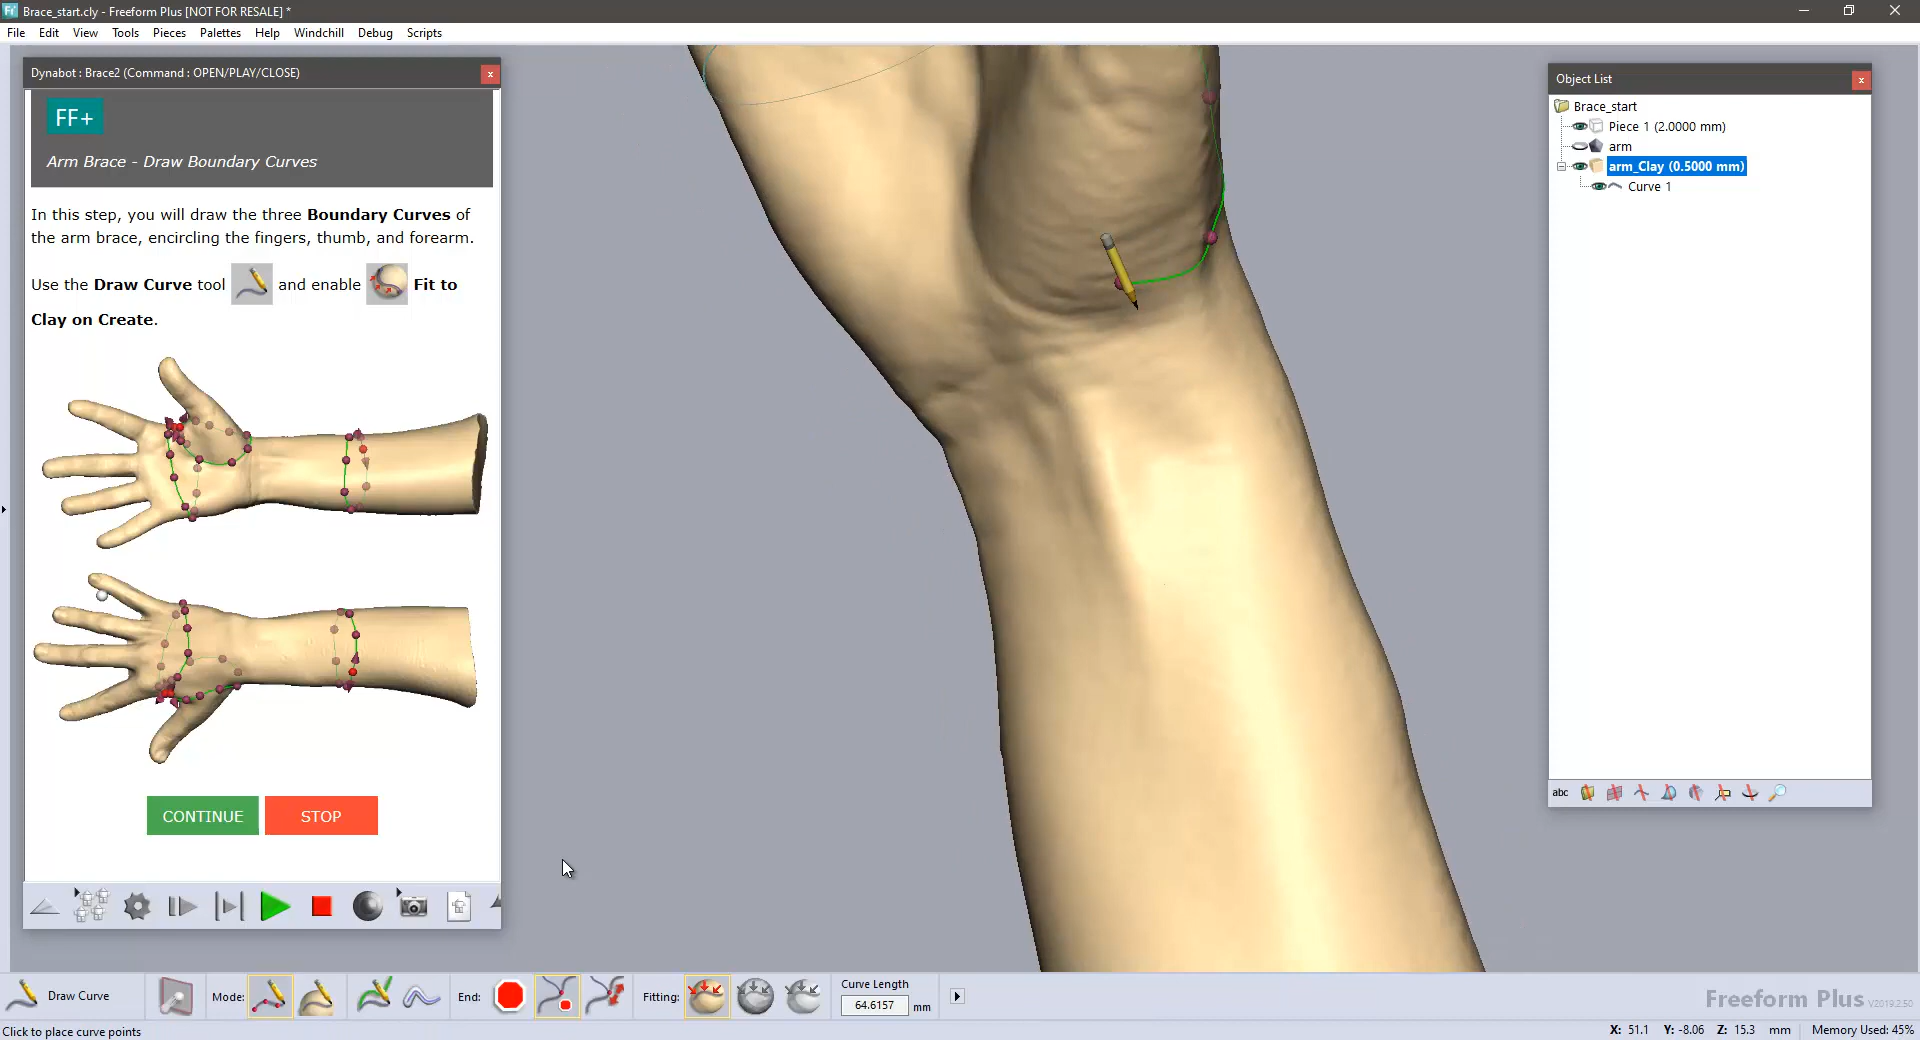 Fr Brace_start.cly - Freeform Plus [NOT FOR RESALE] *
File Edit View Tools Pieces Palettes Help Windchill Debug Scripts
Dynabot : Brace2 (Command : OPEN/PLAY/CLOSE)
x
FF+
Arm Brace - Draw Boundary Curves
In this step, you will draw the three Boundary Curves of
the arm brace, encircling the fingers, thumb, and forearm.
Use the Draw Curve tool and enable Fit to
Clay on Create.
CONTINUE STOP
Object List
x
Brace_start
Piece 1 (2.0000 mm)
arm
arm_Clay (0.5000 mm)
Curve 1
abc
Draw Curve
Mode:
End:
Fitting:
Curve Length
64.6157 mm
Freeform Plus V2019.2.50
Click to place curve points
X: 51.1 Y: -8.06 Z: 15.3 mm Memory Used: 45%